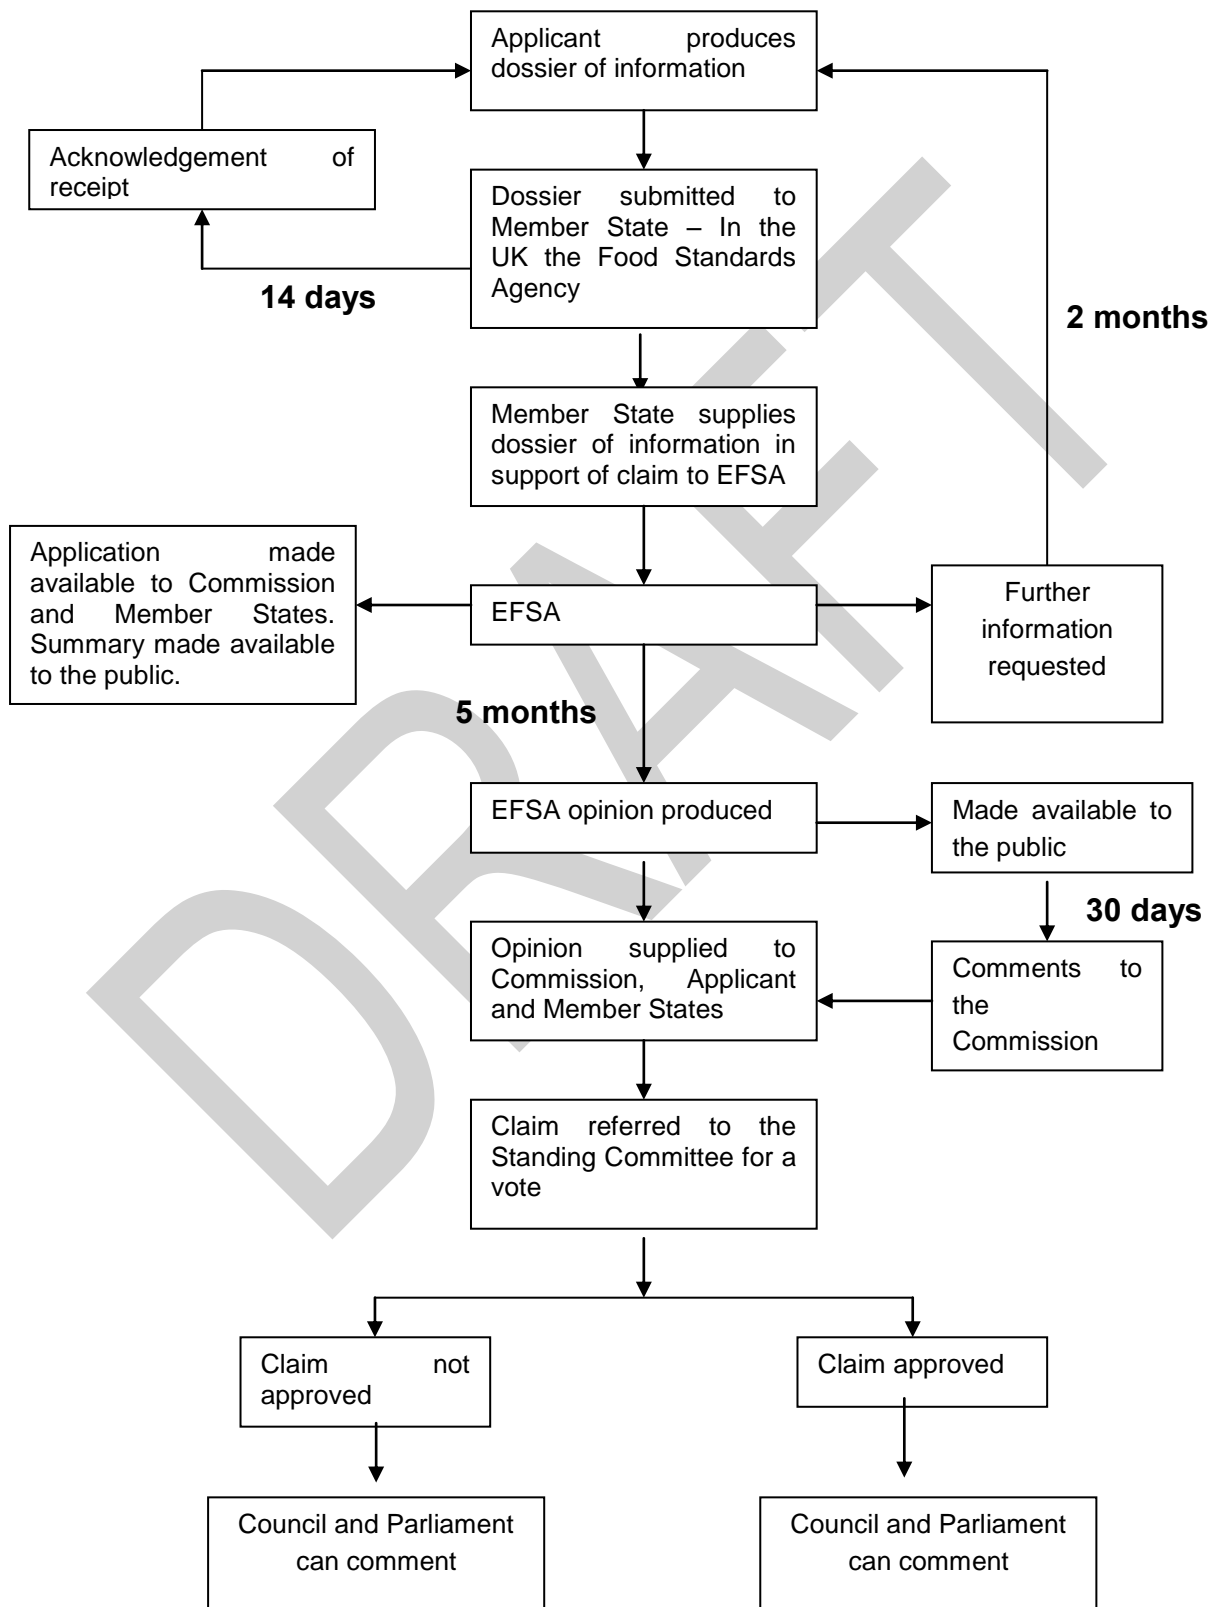 Applicant produces
dossier of information
Acknowledgement of
receipt
Dossier submitted to
Member State – In the
UK the Food Standards
Agency
14 days
2 months
Member State supplies
dossier of information in
support of claim to EFSA
Application made
available to Commission
and Member States.
Summary made available
to the public.
EFSA
Further
information
requested
5 months
EFSA opinion produced
Made available to
the public
30 days
Opinion supplied to
Commission, Applicant
and Member States
Comments to
the
Commission
Claim referred to the
Standing Committee for a
vote
Claim not
approved
Claim approved
Council and Parliament
can comment
Council and Parliament
can comment
DRAFT